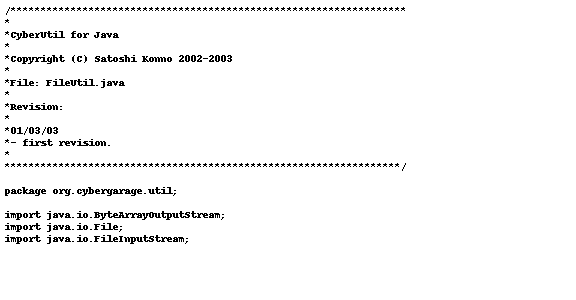 /******************************************************************
*
*CyberUtil for Java
*
*Copyright (C) Satoshi Konno 2002-2003
*
*File: FileUtil.java
*
*Revision:
*
*01/03/03
*- first revision.
*
******************************************************************/
package org.cybergarage.util;
import java.io.ByteArrayOutputStream;
import java.io.File;
import java.io.FileInputStream;